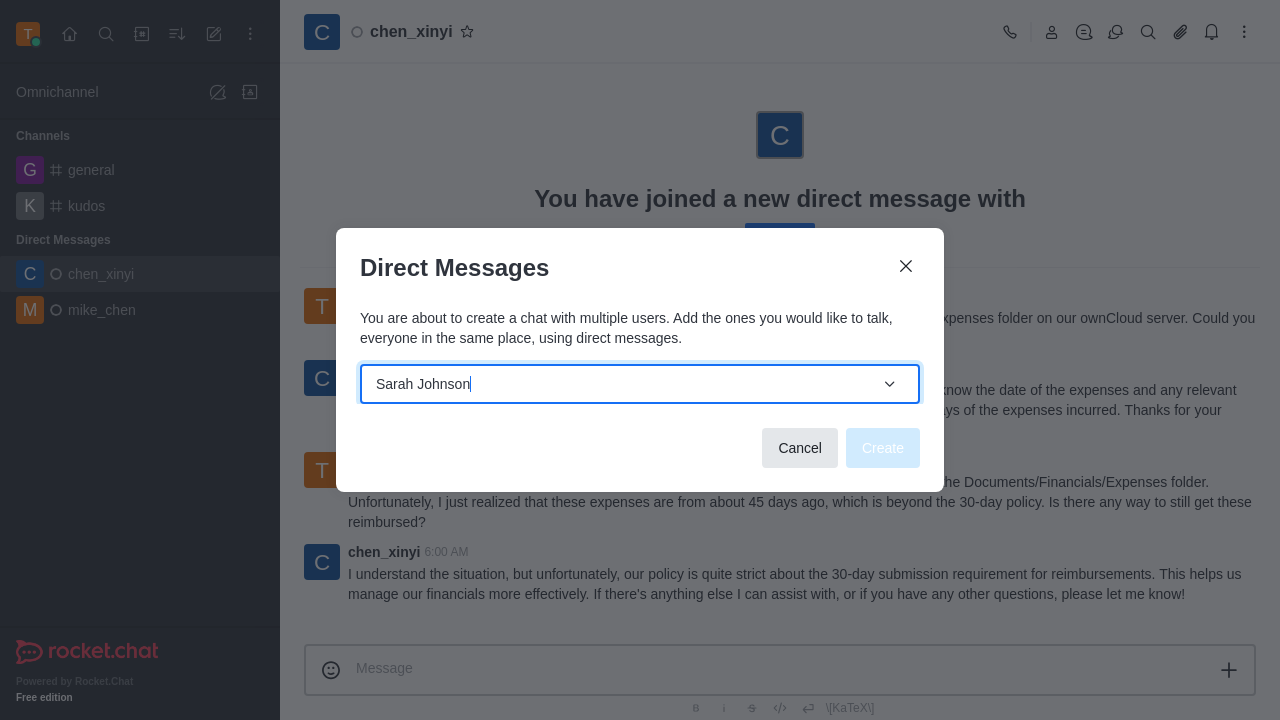 T
C
chen_xinyi
Omnichannel
Channels
G
general
K
kudos
Direct Messages
C
chen_xinyi
M
mike_chen
C
You have joined a new direct message with
Direct Messages
You are about to create a chat with multiple users. Add the ones you would like to talk,
everyone in the same place, using direct messages.
Sarah Johnson
Cancel
Create
T
xpenses folder on our ownCloud server. Could you
C
know the date of the expenses and any relevant
ays of the expenses incurred. Thanks for your
T
he Documents/Financials/Expenses folder.
Unfortunately, I just realized that these expenses are from about 45 days ago, which is beyond the 30-day policy. Is there any way to still get these
reimbursed?
C
chen_xinyi 6:00 AM
I understand the situation, but unfortunately, our policy is quite strict about the 30-day submission requirement for reimbursements. This helps us
manage our financials more effectively. If there's anything else I can assist with, or if you have any other questions, please let me know!
rocket.chat
Powered by Rocket.Chat
Free edition
Message
\[KaTeX\]